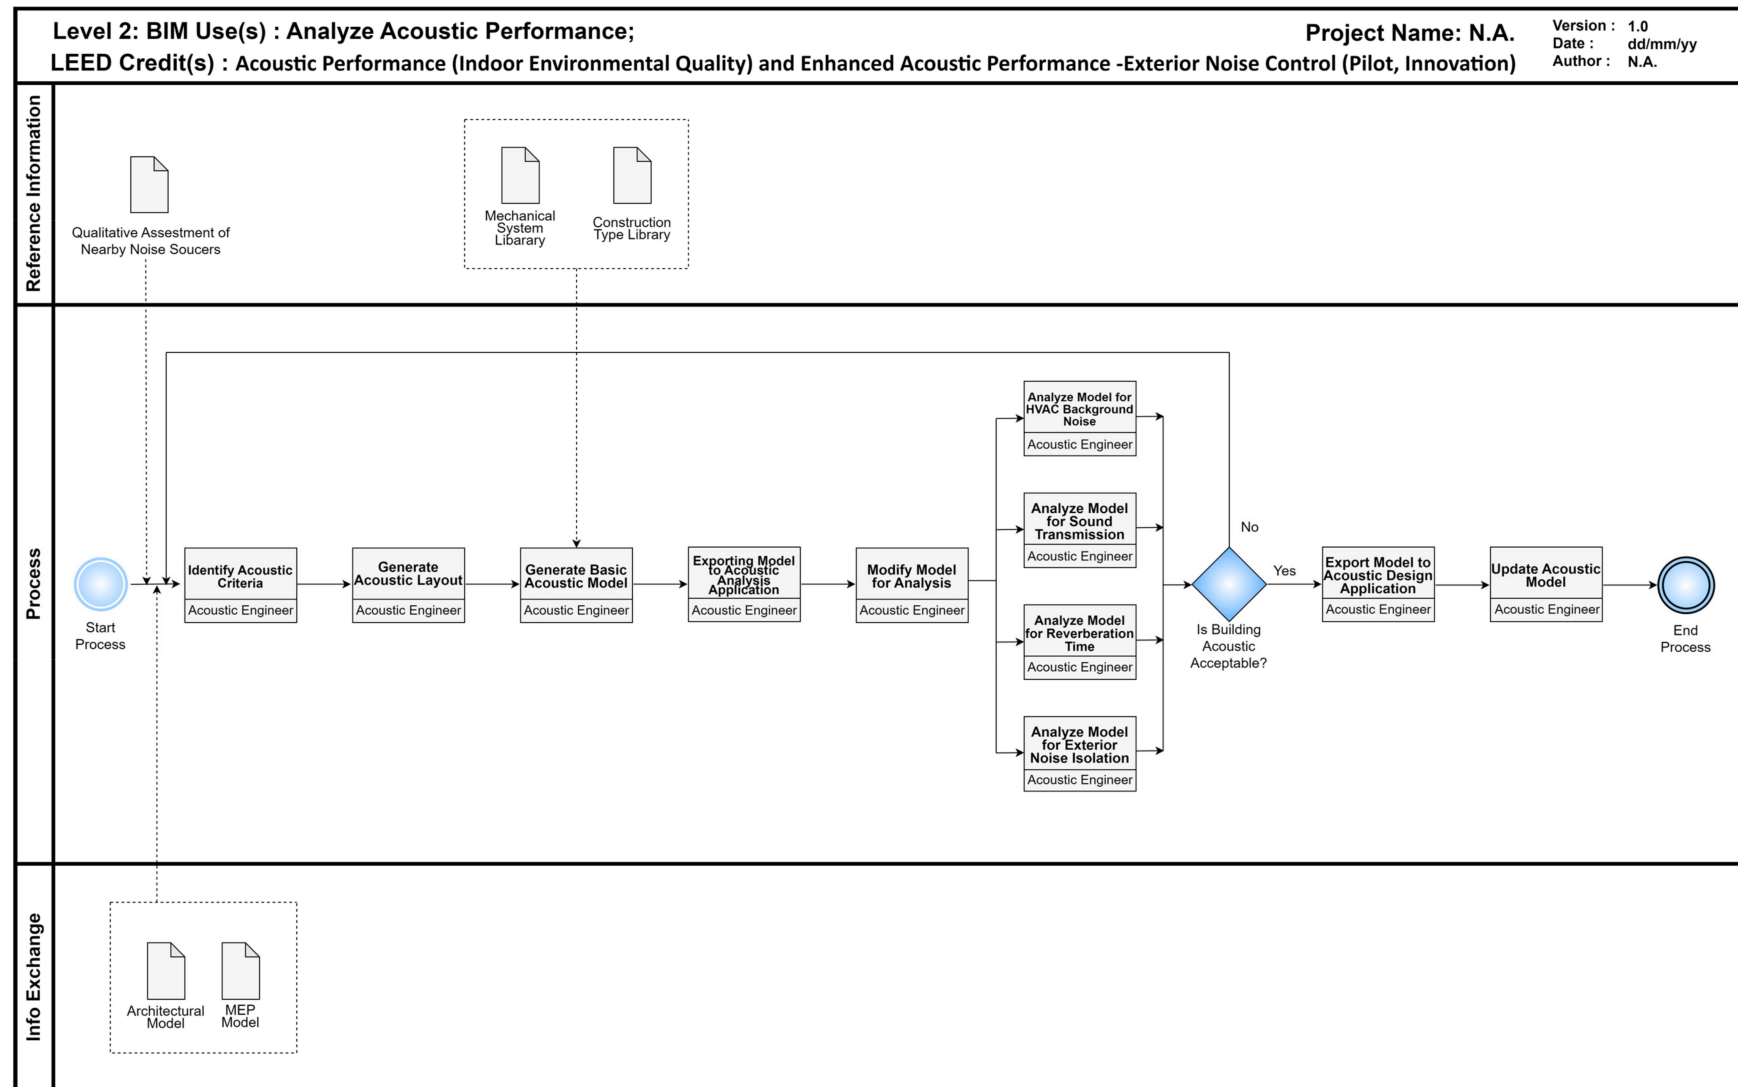 Level 2: BIM Use(s) : Analyze Acoustic Performance;
LEED Credit(s) : Acoustic Performance (Indoor Environmental Quality) and Enhanced Acoustic Performance -Exterior Noise Control (Pilot, Innovation)
Project Name: N.A.
Version : 1.0
Date : dd/mm/yy
Author : N.A.
Reference Information
Qualitative Assestment of
Nearby Noise Soucers
Mechanical
System
Libarary
Construction
Type Library
Process
Start
Process
Identify Acoustic
Criteria
Acoustic Engineer
Generate
Acoustic Layout
Acoustic Engineer
Generate Basic
Acoustic Model
Acoustic Engineer
Exporting Model
to Acoustic
Analysis
Application
Acoustic Engineer
Modify Model
for Analysis
Acoustic Engineer
Analyze Model for
HVAC Background
Noise
Acoustic Engineer
Analyze Model
for Sound
Transmission
Acoustic Engineer
Analyze Model
for Reverberation
Time
Acoustic Engineer
Analyze Model
for Exterior
Noise Isolation
Acoustic Engineer
Is Building
Acoustic
Acceptable?
No
Yes
Export Model to
Acoustic Design
Application
Acoustic Engineer
Update Acoustic
Model
Acoustic Engineer
End
Process
Info Exchange
Architectural
Model
MEP
Model